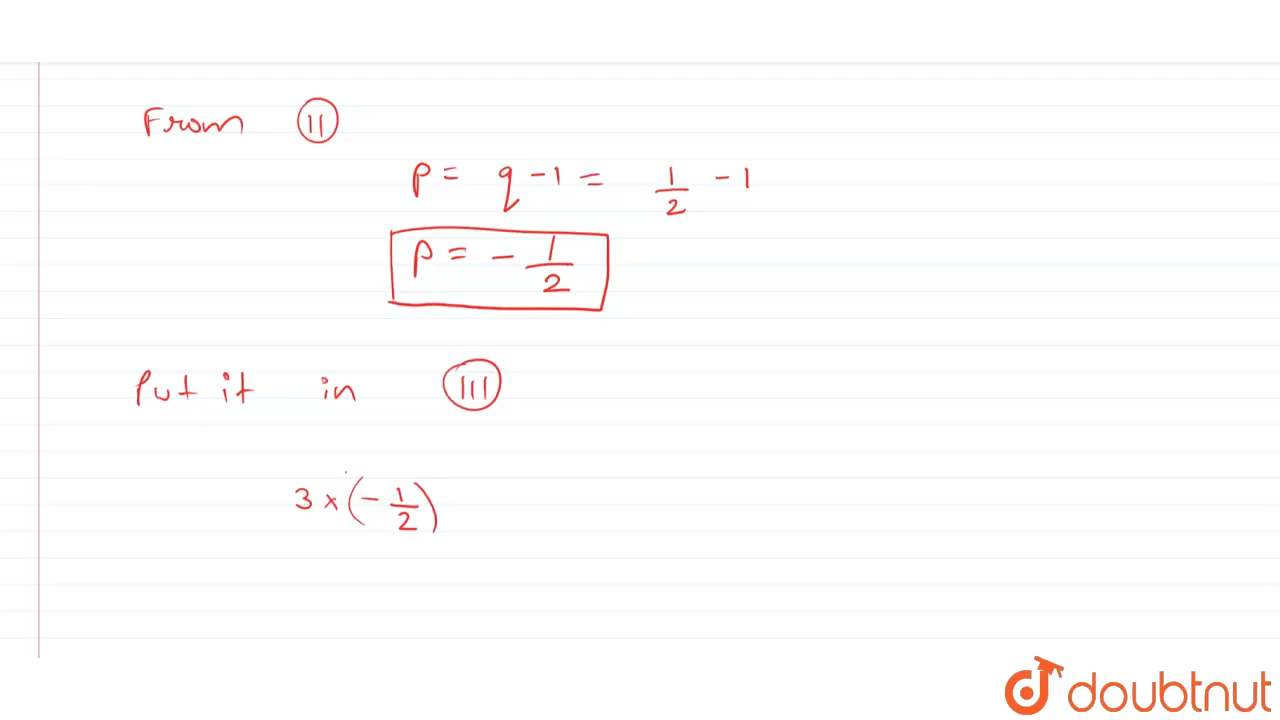 From (II)
p = q - 1 = 1/2 - 1
p = - 1/2
Put it in (III)
3 × (- 1/2)
doubtnut